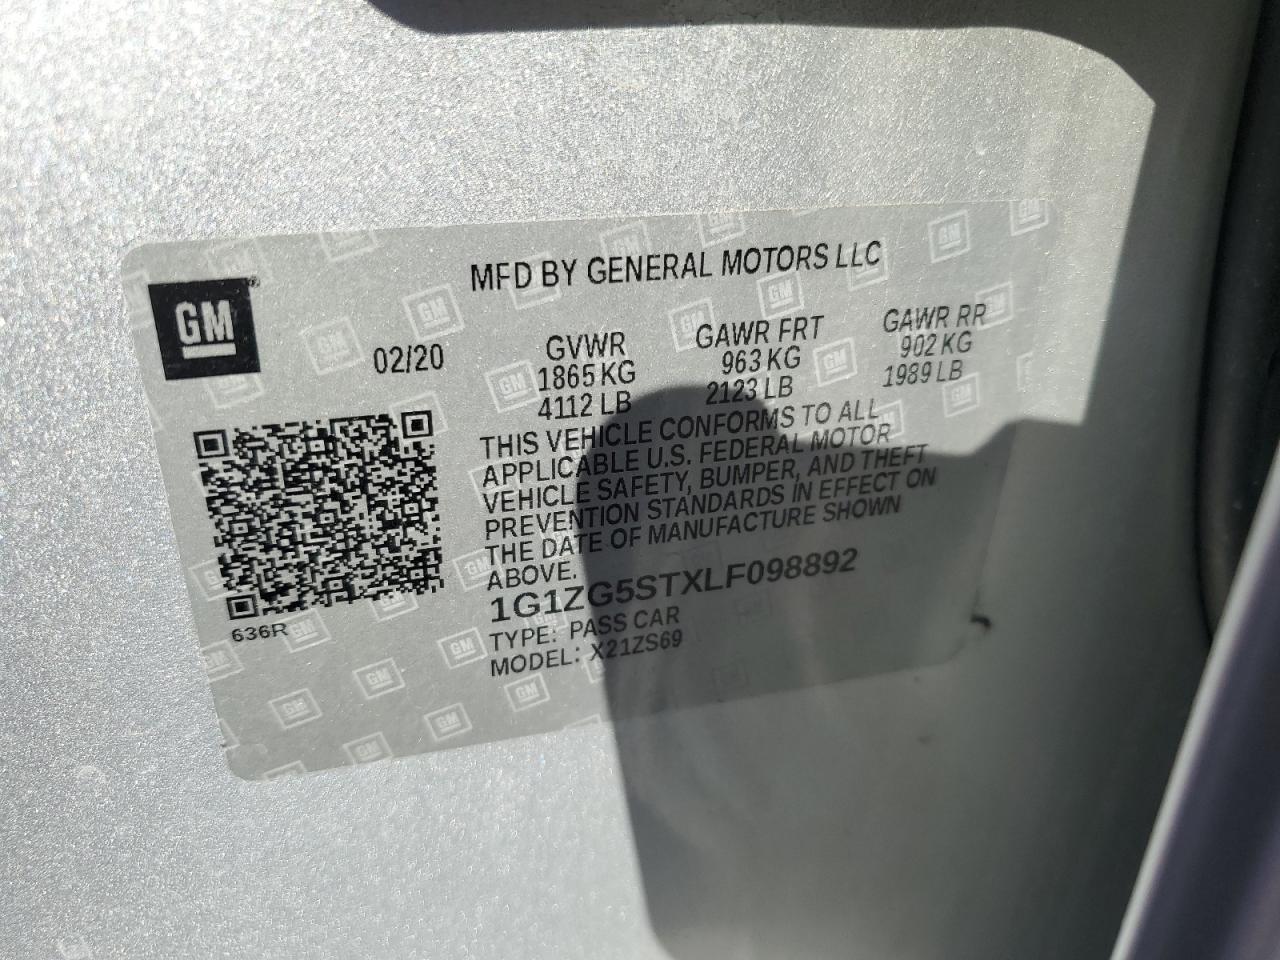 MFD BY GENERAL MOTORS LLC
GM
02/20
GVWR GAWR FRT GAWR RR
1865 KG 963 KG 902 KG
4112 LB 2123 LB 1989 LB
THIS VEHICLE CONFORMS TO ALL
APPLICABLE U.S. FEDERAL MOTOR
VEHICLE SAFETY, BUMPER, AND THEFT
PREVENTION STANDARDS IN EFFECT ON
THE DATE OF MANUFACTURE SHOWN
ABOVE.
1G1ZG5STXLF098892
TYPE: PASS CAR
MODEL: X21ZS69
636R